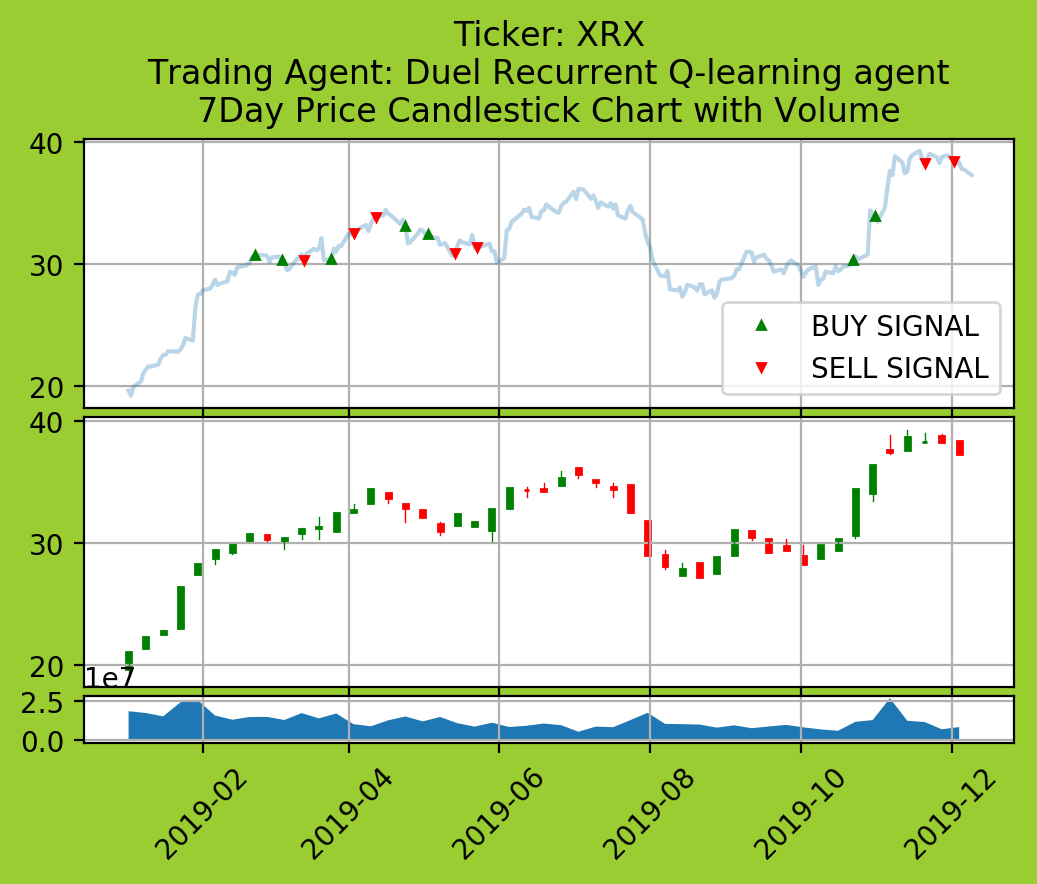 Ticker: XRX
Trading Agent: Duel Recurrent Q-learning agent
7Day Price Candlestick Chart with Volume
40
30
20
BUY SIGNAL
SELL SIGNAL
40
30
20
1e7
2.5
0.0
2019-02
2019-04
2019-06
2019-08
2019-10
2019-12